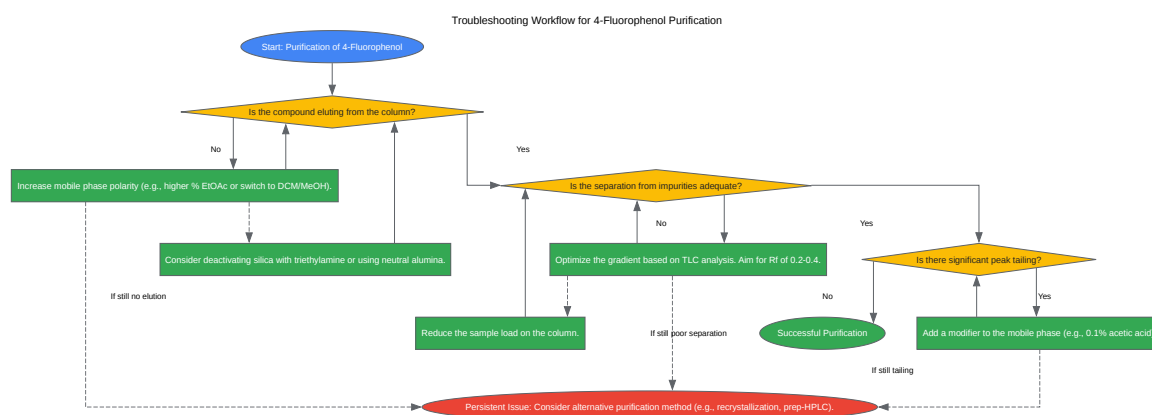 Troubleshooting Workflow for 4-Fluorophenol Purification
Start: Purification of 4-Fluorophenol
Is the compound eluting from the column?
No
Yes
Increase mobile phase polarity (e.g., higher % EtOAc or switch to DCM/MeOH).
Is the separation from impurities adequate?
No
Yes
Consider deactivating silica with triethylamine or using neutral alumina.
Optimize the gradient based on TLC analysis. Aim for Rf of 0.2-0.4.
Is there significant peak tailing?
If still no elution
No
Yes
Reduce the sample load on the column.
If still poor separation
Successful Purification
Add a modifier to the mobile phase (e.g., 0.1% acetic acid)
If still tailing
Persistent Issue: Consider alternative purification method (e.g., recrystallization, prep-HPLC).